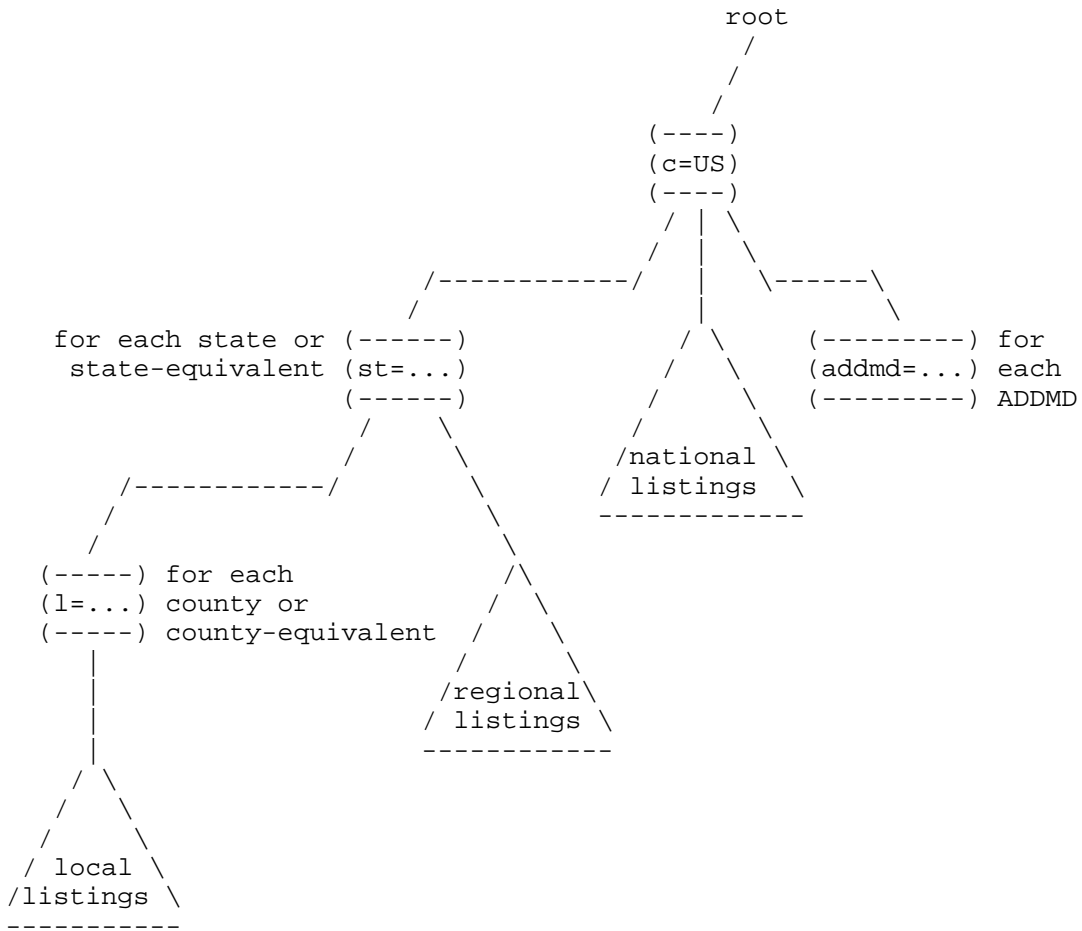 root
(c=US)
for each state or
state-equivalent (st=...)
(addmd=...) for
each
ADDMD
national
listings
(l=...) for each
county or
county-equivalent
regional
listings
local
listings